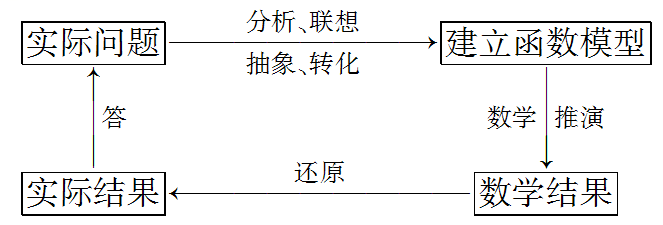 实际问题
分析、联想
抽象、转化
建立函数模型
答
数学 推演
实际结果
还原
数学结果